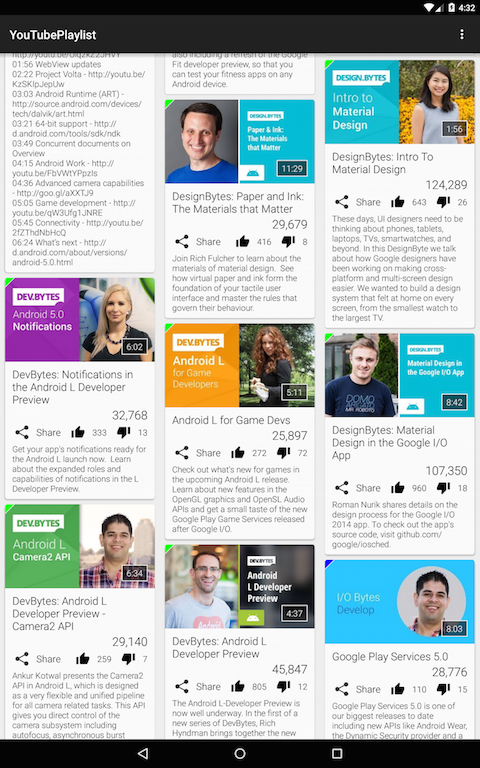 4:32
YouTubePlaylist
01:56 WebView updates
02:22 Project Volta - http://youtu.be/
KzSKIpJepUw
03:03 Android Runtime (ART) -
http://source.android.com/devices/
tech/dalvik/art.html
03:21 64-bit support - http://
d.android.com/tools/sdk/ndk
03:49 Concurrent documents on
Overview
04:15 Android Work - http://
youtu.be/FbVWtYPpzIs
04:36 Advanced camera capabilities
- http://goo.gl/aXXTJ9
05:05 Game development - http://
youtu.be/qW3Ufg1JNRE
05:45 Connectivity - http://youtu.be/
2fZThdNbHcQ
06:24 What's next - http://
d.android.com/about/versions/
android-5.0.html
DEV.BYTES
Android 5.0
Notifications
6:02
DevBytes: Notifications in
the Android L Developer
Preview
32,768
Share 333 13
Get your app's notifications ready for
the Android L launch now. Learn
about the expanded roles and
capabilities of notifications in the L
Developer Preview.
DEV.BYTES
Android L
Camera2 API
6:34
DevBytes: Android L
Developer Preview -
Camera2 API
29,140
Share 259 7
Ankur Kotwal presents the Camera2
API in Android L, which is designed
as a very flexible and unified pipeline
for all camera related tasks. This API
gives you direct control of the
camera subsystem including
autofocus, asynchronous burst
also including a refresh of the Google
Fit developer preview, so that you
can test your fitness apps on any
Android device.
DESIGN.BYTES
Paper & Ink:
The Materials
that Matter
11:29
DesignBytes: Paper and Ink:
The Materials that Matter
29,679
Share 416 8
Join Rich Fulcher to learn about the
materials of material design. See
how virtual paper and ink form the
foundation of your tactile user
interface and master the rules that
govern their behaviour.
DEV.BYTES
Android L
for Game
Developers
5:11
Android L for Game Devs
25,897
Share 272 72
Check out what's new for games in
the upcoming Android L release.
Learn about new features in the
OpenGL graphics and OpenSL Audio
APIs and get a small taste of the new
Google Play Game Services released
after Google I/O.
DEV.BYTES
Android
L Developer
Preview
4:37
DevBytes: Android L
Developer Preview
45,847
Share 805 12
The Android L-Developer Preview is
now well underway. In the first of a
new series of DevBytes, Rich
Hyndman brings together the new
DESIGN.BYTES
Intro to
Material
Design
1:56
DesignBytes: Intro To
Material Design
124,289
Share 643 26
These days, UI designers need to be
thinking about phones, tablets,
laptops, TVs, smartwatches, and
beyond. In this DesignByte we talk
about how Google designers have
been working on making cross-
platform and multi-screen design
easier. We wanted to build a design
system that felt at home on every
screen, from the smallest watch to
the largest TV.
DESIGN.BYTES
Material Design in
the Google I/O App
DOMO
ARIGATO
MR ROBOTO
8:42
DesignBytes: Material
Design in the Google I/O
App
107,350
Share 960 18
Roman Nurik shares details on the
design process for the Google I/O
2014 app. To check out the app's
source code, visit github.com/
google/iosched.
I/O Bytes
Develop
8:03
Google Play Services 5.0
28,776
Share 110 15
Google Play Services 5.0 is one of
our biggest releases to date
including new APIs like Android Wear,
the Dynamic Security provider and a